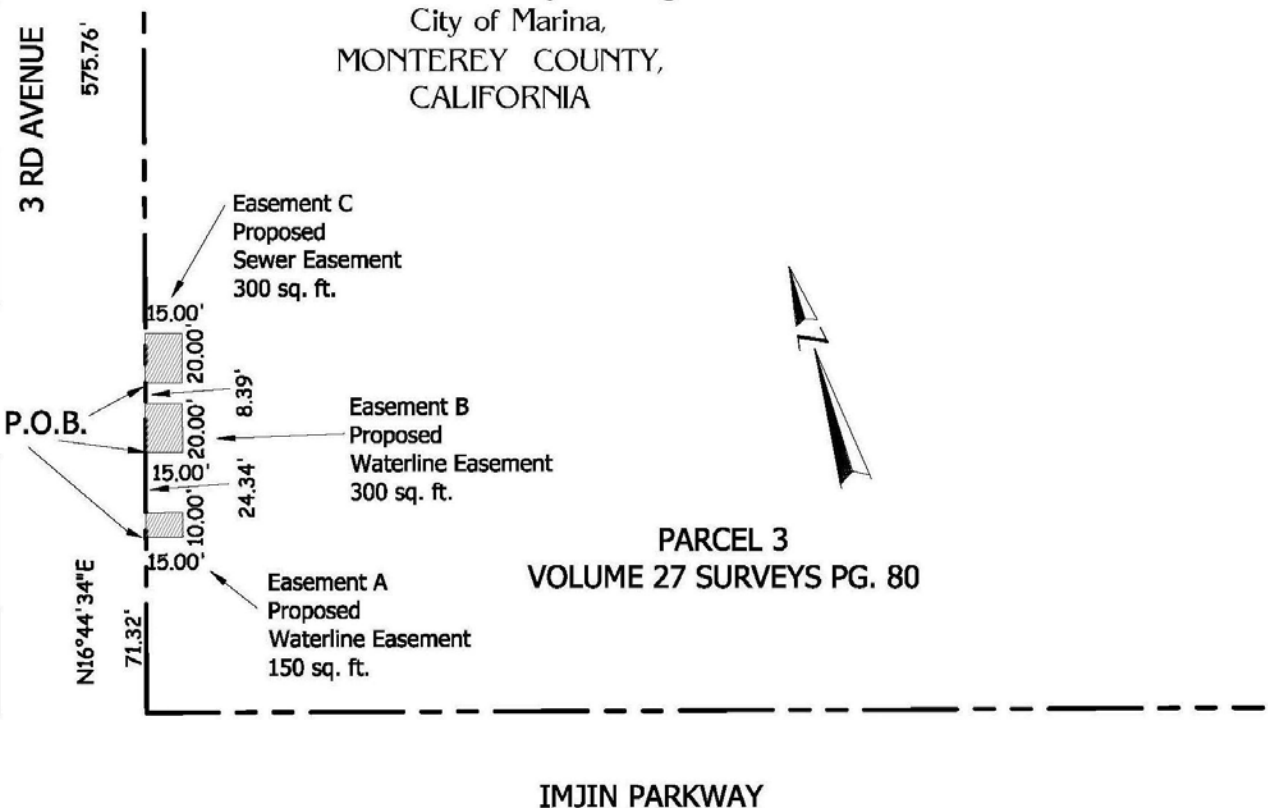 City of Marina,
MONTEREY COUNTY,
CALIFORNIA
3 RD AVENUE
575.76'
Easement C
Proposed
Sewer Easement
300 sq. ft.
15.00'
20.00'
8.39'
P.O.B.
20.00'
Easement B
Proposed
Waterline Easement
300 sq. ft.
15.00'
24.34'
10.00'
15.00'
Easement A
Proposed
Waterline Easement
150 sq. ft.
N16°44'34"E
71.32'
N
PARCEL 3
VOLUME 27 SURVEYS PG. 80
IMJIN PARKWAY